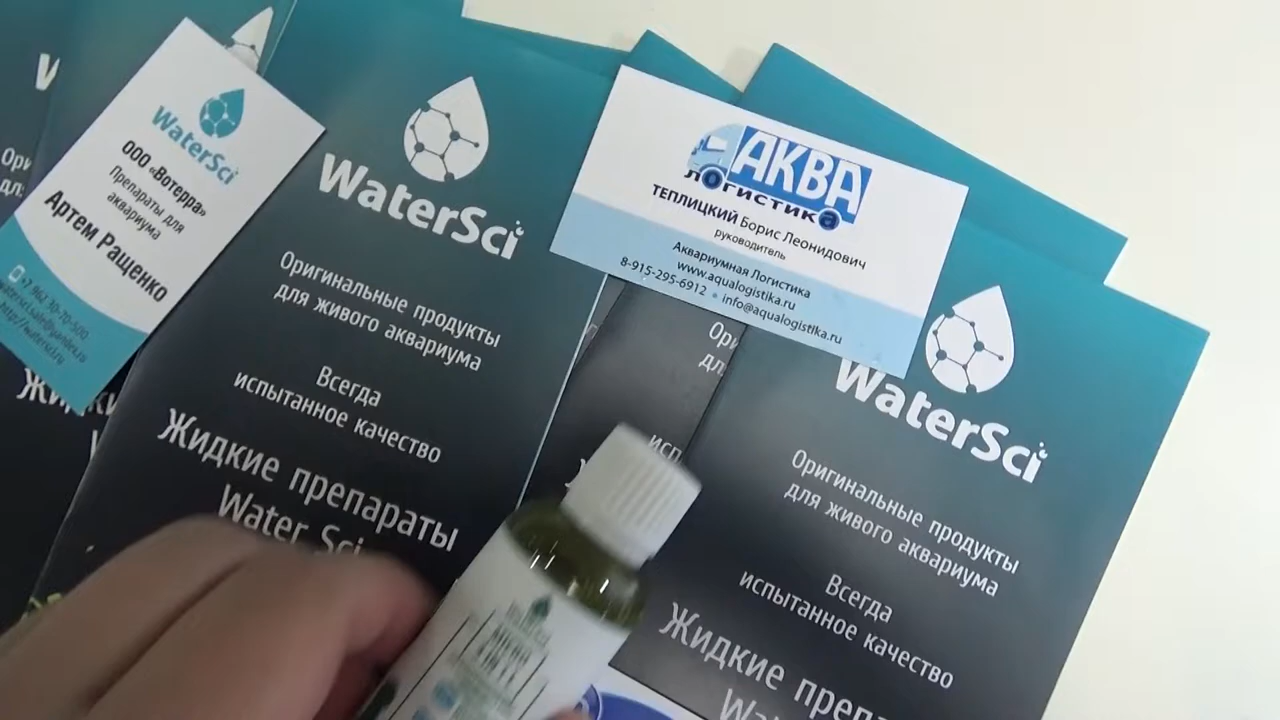 WaterSci
ООО «Вотерра»
Препараты для
аквариума
Артем Ращенко
WaterSci
Оригинальные продукты
для живого аквариума
Всегда
испытанное качество
Жидкие препараты
Water Sci
АКВА
ЛОГИСТИКа
ТЕПЛИЦКИЙ Борис Леонидович
руководитель
Аквариумная Логистика
www.aqualogistika.ru
8-915-295-6912 • info@aqualogistika.ru
WaterSci
Оригинальные продукты
для живого аквариума
Всегда
испытанное качество
Жидкие